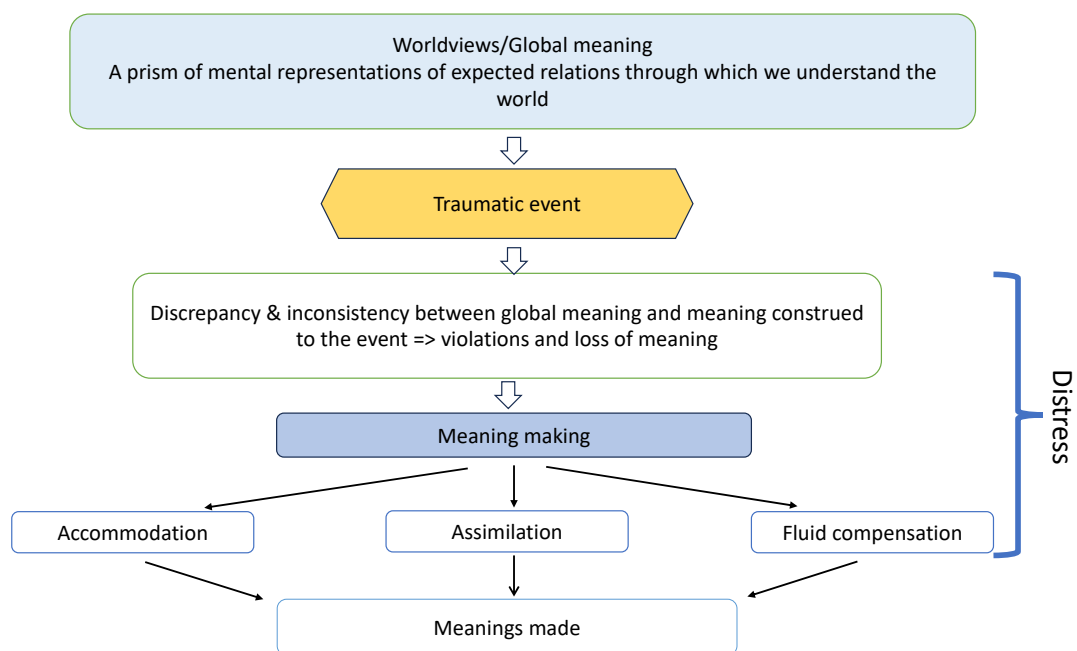 Worldviews/Global meaning
A prism of mental representations of expected relations through which we understand the
world
Traumatic event
Discrepancy & inconsistency between global meaning and meaning construed
to the event => violations and loss of meaning
Distress
Meaning making
Accommodation
Assimilation
Fluid compensation
Meanings made